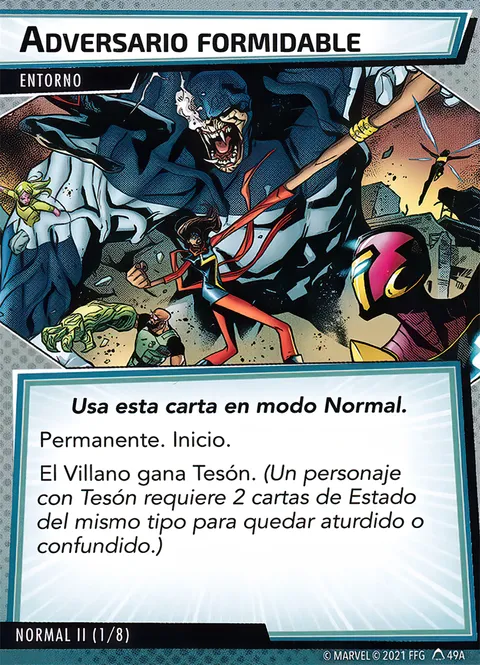 ADVERSARIO FORMIDABLE
ENTORNO
Usa esta carta en modo Normal.
Permanente. Inicio.
El Villano gana Tesón. (Un personaje
con Tesón requiere 2 cartas de Estado
del mismo tipo para quedar aturdido o
confundido.)
NORMAL II (1/8)
© MARVEL © 2021 FFG 49A